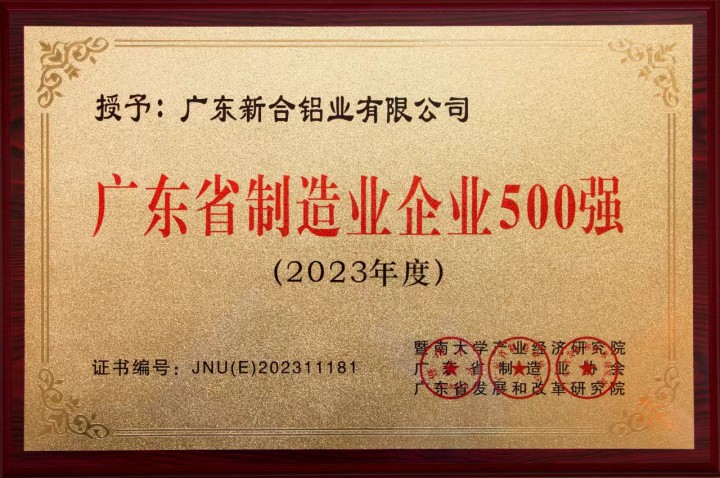 授予：广东新合铝业有限公司
广东省制造业企业500强
(2023年度)
证书编号：JNU(E)202311181
暨南大学产业经济研究院
广东省制造业协会
广东省发展和改革研究院